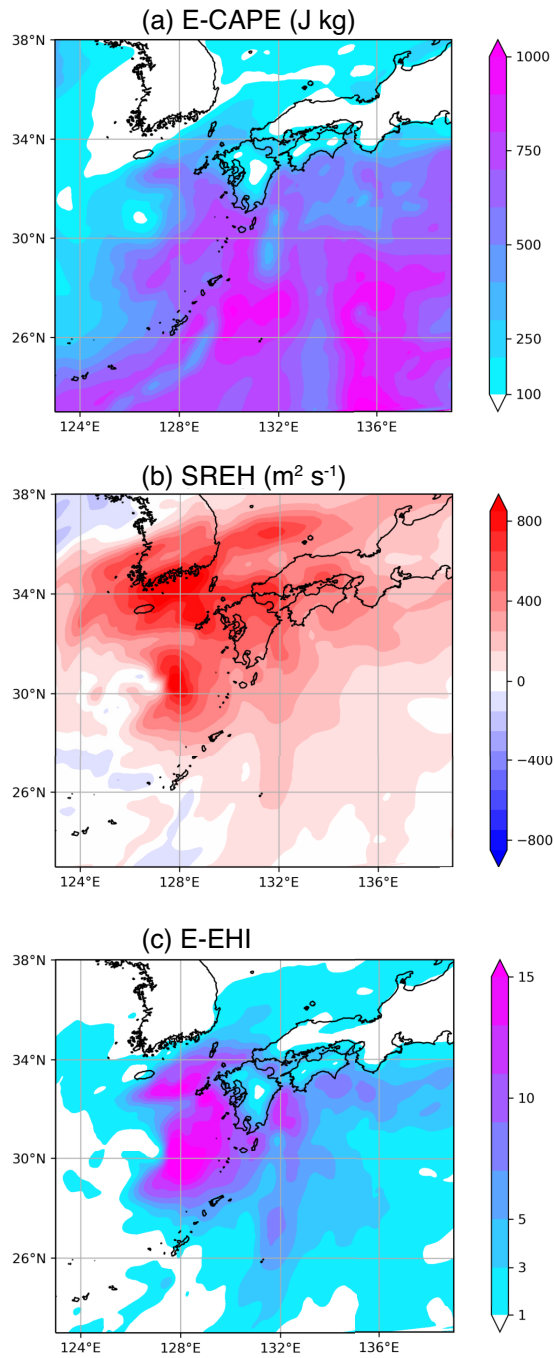 (a) E-CAPE (J kg)
38°N
34°N
30°N
26°N
124°E 128°E 132°E 136°E
1000
750
500
250
100
(b) SREH (m² s⁻¹)
38°N
34°N
30°N
26°N
124°E 128°E 132°E 136°E
800
400
0
−400
−800
(c) E-EHI
38°N
34°N
30°N
26°N
124°E 128°E 132°E 136°E
15
10
5
3
1